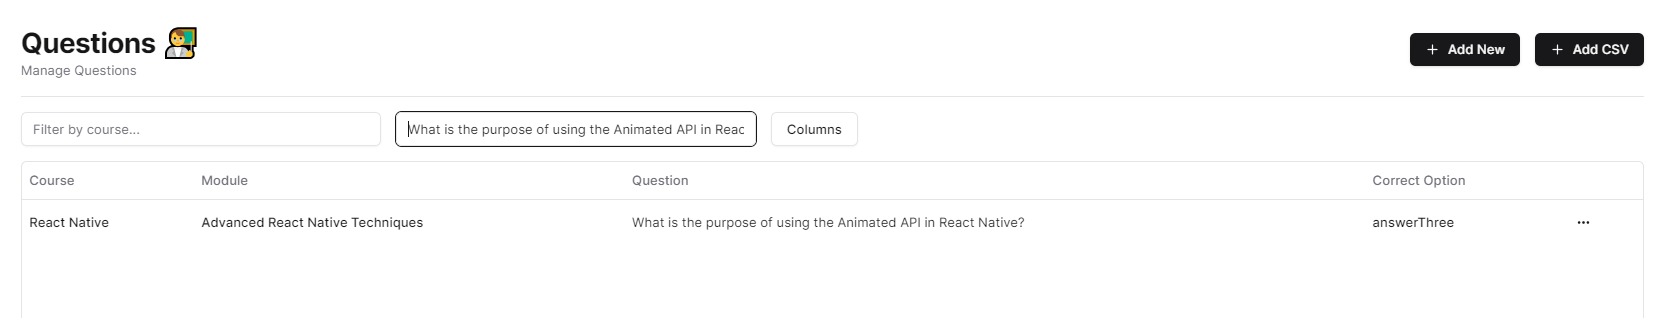 Questions
Manage Questions
+ Add New
+ Add CSV
Filter by course...
What is the purpose of using the Animated API in Reac
Columns
Course Module Question Correct Option
React Native Advanced React Native Techniques What is the purpose of using the Animated API in React Native? answerThree ...